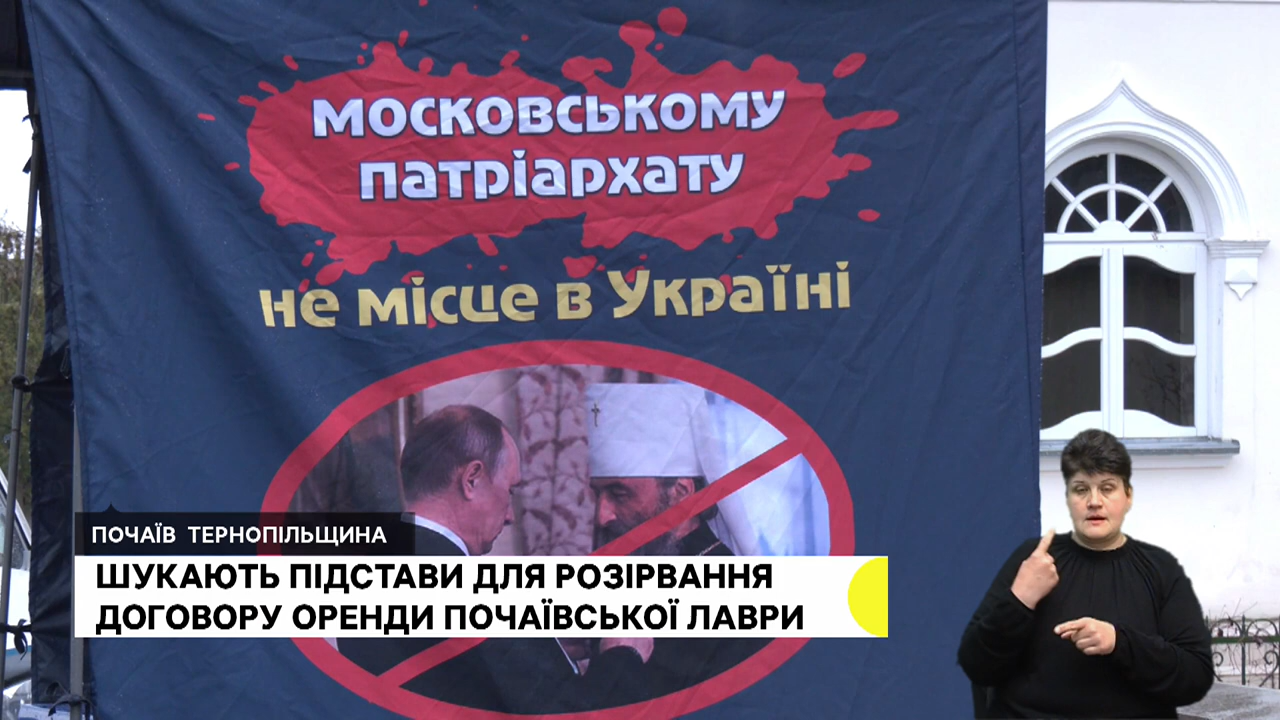 МОСКОВСЬКОМУ
ПАТРІАРХАТУ
не місце в Україні
ПОЧАЇВ ТЕРНОПІЛЬЩИНА
ШУКАЮТЬ ПІДСТАВИ ДЛЯ РОЗІРВАННЯ
ДОГОВОРУ ОРЕНДИ ПОЧАЇВСЬКОЇ ЛАВРИ